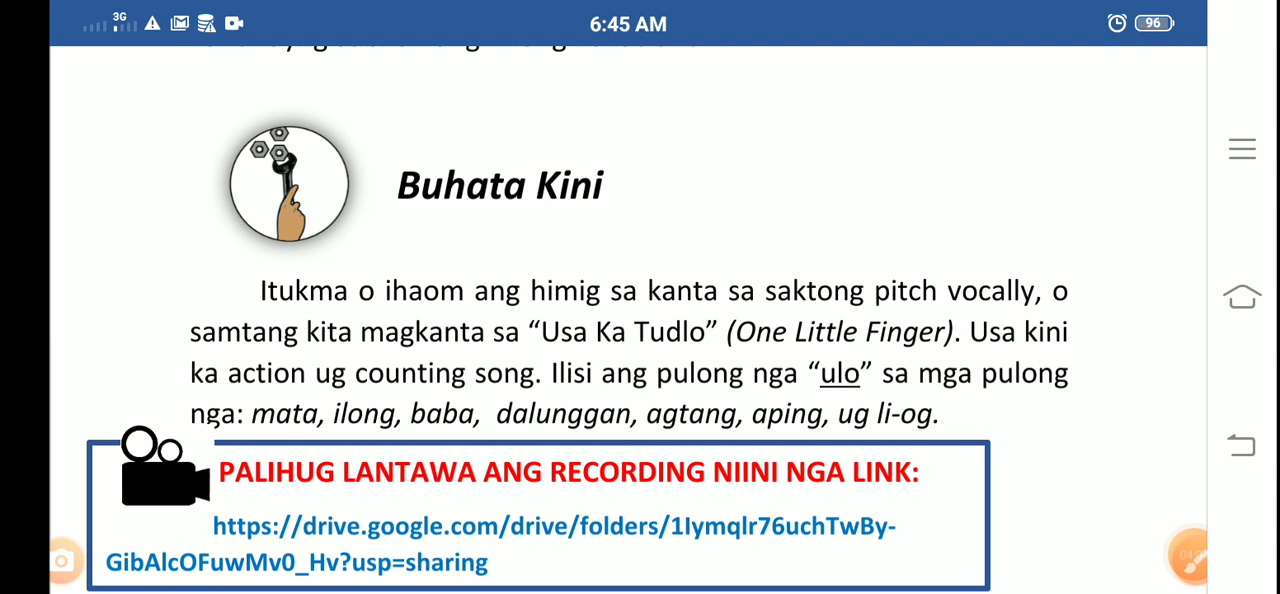 3G
6:45 AM
96
Buhata Kini
Itukma o ihaom ang himig sa kanta sa saktong pitch vocally, o
samtang kita magkanta sa “Usa Ka Tudlo” (One Little Finger). Usa kini
ka action ug counting song. Ilisi ang pulong nga “ulo” sa mga pulong
nga: mata, ilong, baba, dalunggan, agtang, aping, ug li-og.
PALIHUG LANTAWA ANG RECORDING NIINI NGA LINK:
https://drive.google.com/drive/folders/1Iymqlr76uchTwBy-
GibAlcOFuwMv0_Hv?usp=sharing